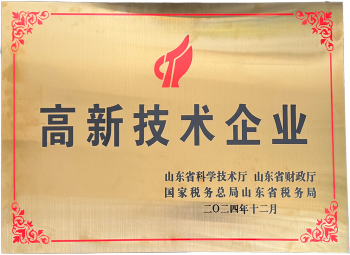 高新技术企业
山东省科学技术厅 山东省财政厅
国家税务总局山东省税务局
二〇二四年十二月